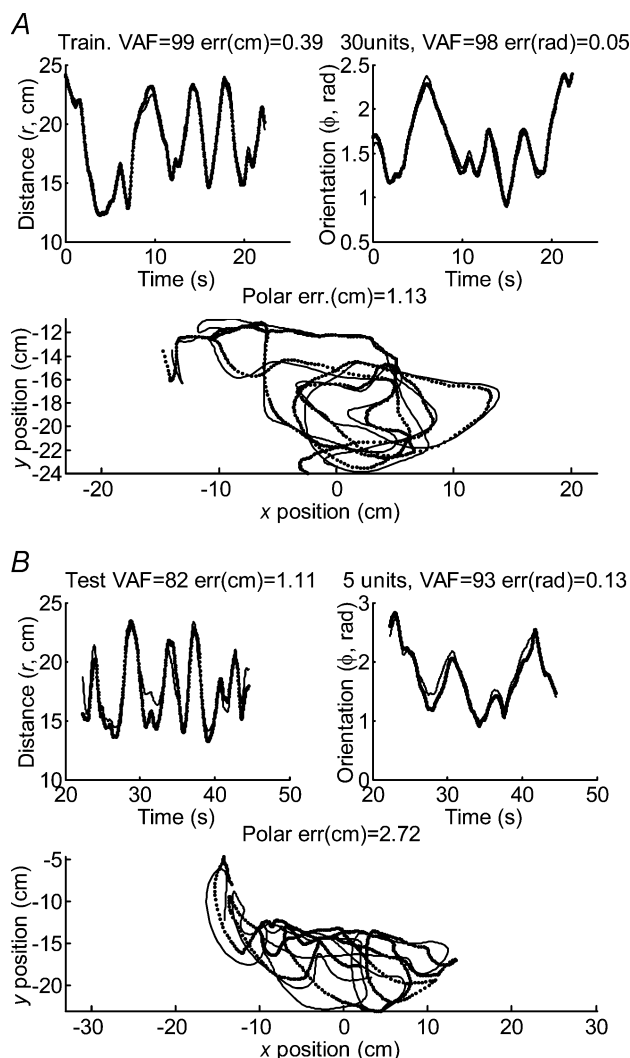 A
Train. VAF=99 err(cm)=0.39 30units, VAF=98 err(rad)=0.05
Distance (r, cm)
25
20
15
10
0 10 20
Time (s)
Orientation (ϕ, rad)
2.5
2
1.5
1
0.5
0 10 20
Time (s)
Polar err.(cm)=1.13
y position (cm)
-12
-14
-16
-18
-20
-22
-24
-20 -10 0 10 20
x position (cm)
B
Test VAF=82 err(cm)=1.11 5 units, VAF=93 err(rad)=0.13
Distance (r, cm)
25
20
15
10
20 30 40 50
Time (s)
Orientation (ϕ, rad)
3
2
1
0
20 30 40 50
Time (s)
Polar err(cm)=2.72
y position (cm)
-5
-10
-15
-20
-30 -20 -10 0 10 20 30
x position (cm)